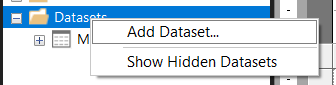 Datasets
Add Dataset...
M
Show Hidden Datasets